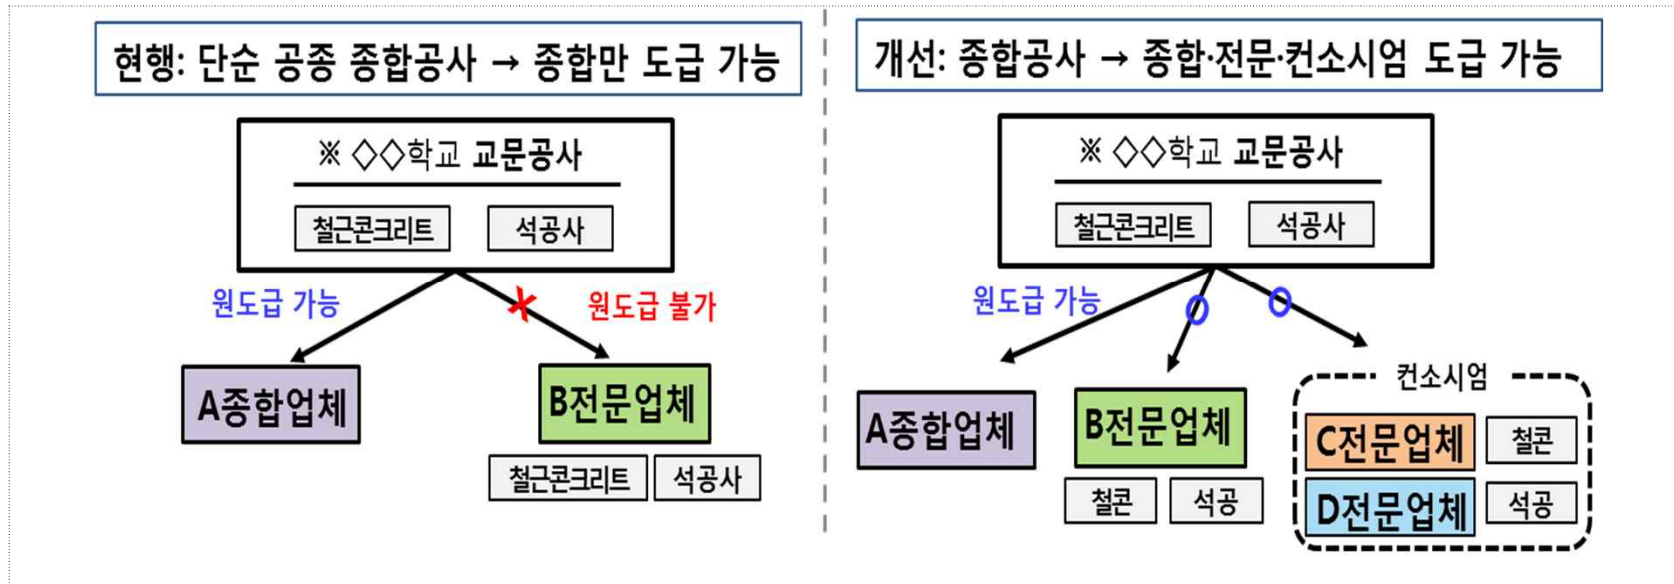 현행: 단순 공종 종합공사 → 종합만 도급 가능
※ ◇◇학교 교문공사
철근콘크리트 석공사
원도급 가능
원도급 불가
A종합업체
B전문업체
철근콘크리트 석공사
개선: 종합공사 → 종합·전문·컨소시엄 도급 가능
※ ◇◇학교 교문공사
철근콘크리트 석공사
원도급 가능
A종합업체
B전문업체
철콘 석공
컨소시엄
C전문업체 철콘
D전문업체 석공